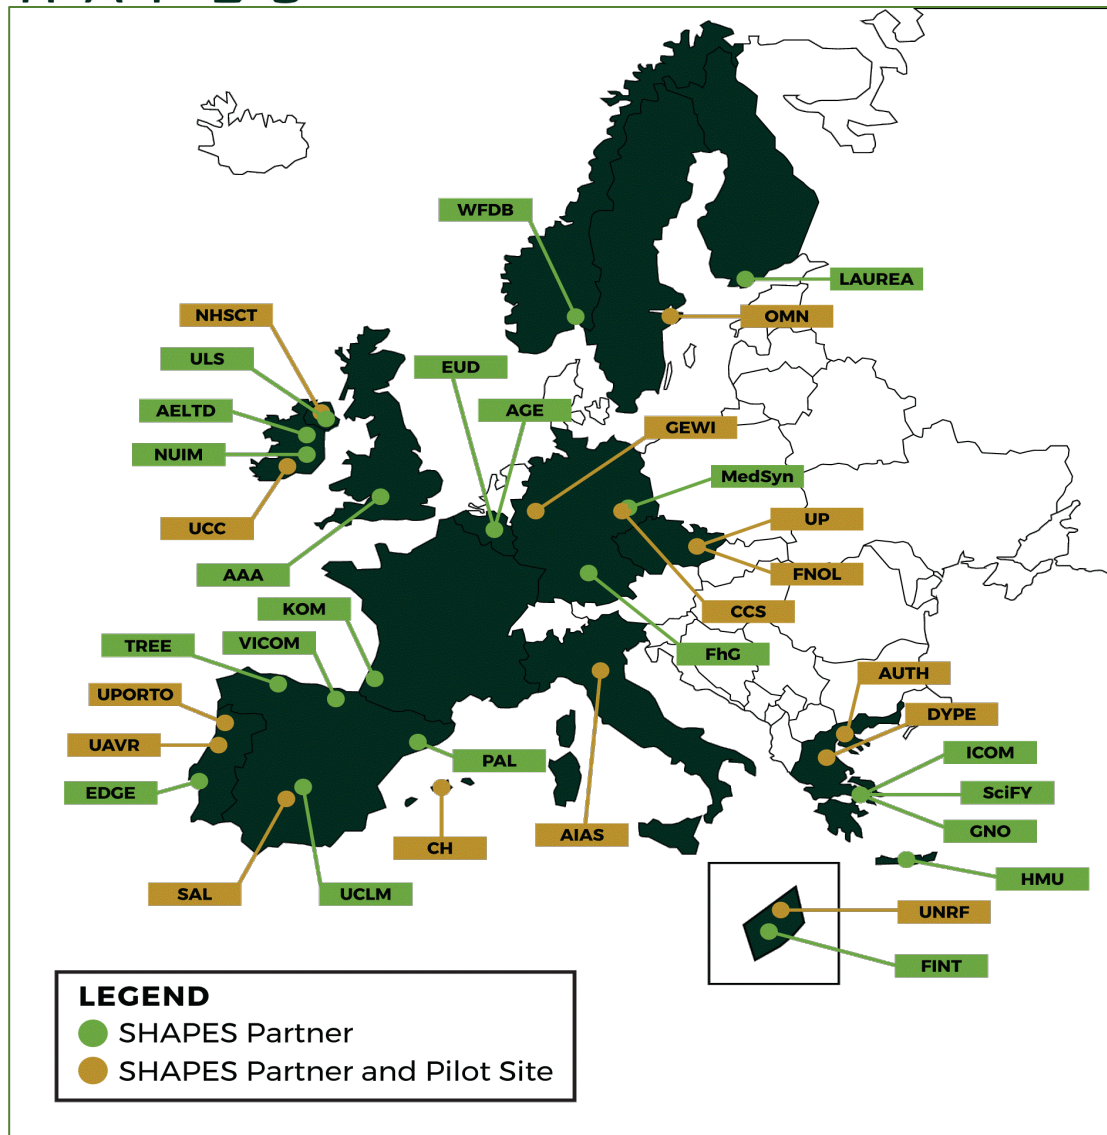 WFDB
LAUREA
NHSCT
OMN
ULS
EUD
AELTD
AGE
GEWI
NUIM
MedSyn
UCC
UP
AAA
FNOL
KOM
CCS
TREE
VICOM
FhG
UPORTO
AUTH
UAVR
DYPE
PAL
ICOM
EDGE
SciFY
AIAS
GNO
CH
HMU
SAL
UCLM
UNRF
FINT
LEGEND
SHAPES Partner
SHAPES Partner and Pilot Site